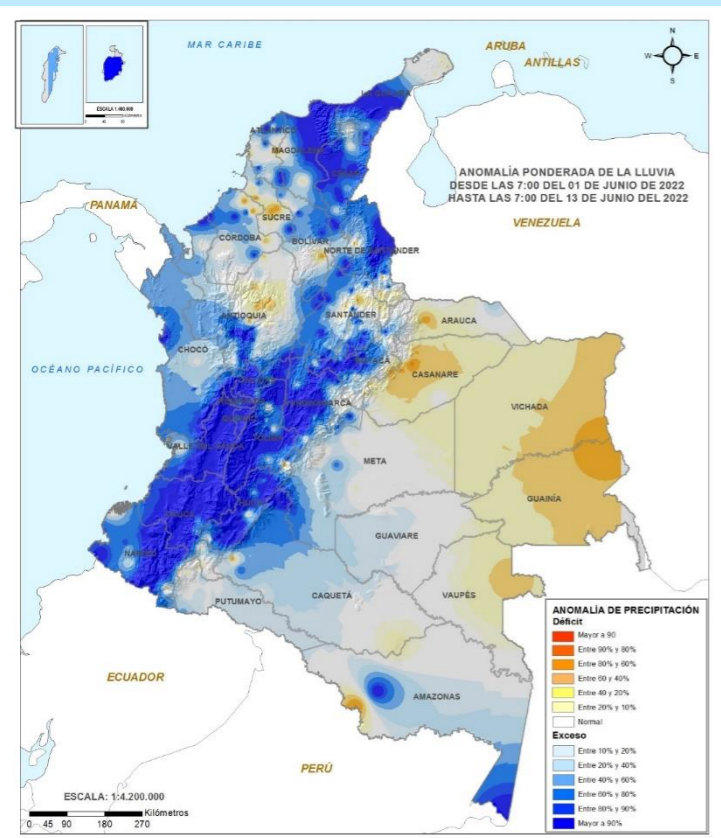 MAR CARIBE
ARUBA
ANTILLAS
N
W
E
S
ESCALA 1:400.000
ATLÁNTICO
MAGDALENA
ANOMALÍA PONDERADA DE LA LLUVIA
DESDE LAS 7:00 DEL 01 DE JUNIO DE 2022
HASTA LAS 7:00 DEL 13 DE JUNIO DEL 2022
PANAMÁ
SUCRE
VENEZUELA
CÓRDOBA
BOLÍVAR
NORTE DE SANTANDER
ANTIOQUIA
SANTANDER
ARAUCA
CHOCÓ
OCÉANO PACÍFICO
CASANARE
VICHADA
META
GUAINÍA
GUAVIARE
CAQUETÁ
VAUPÉS
PUTUMAYO
AMAZONAS
ECUADOR
PERÚ
ANOMALÍA DE PRECIPITACIÓN
Déficit
Mayor a 90
Entre 90% y 80%
Entre 80% y 60%
Entre 60 y 40%
Entre 40 y 20%
Entre 20% y 10%
Normal
Exceso
Entre 10% y 20%
Entre 20% y 40%
Entre 40% y 60%
Entre 60% y 80%
Entre 80% y 90%
Mayor a 90%
ESCALA: 1:4.200.000
Kilómetros
0 45 90 180 270